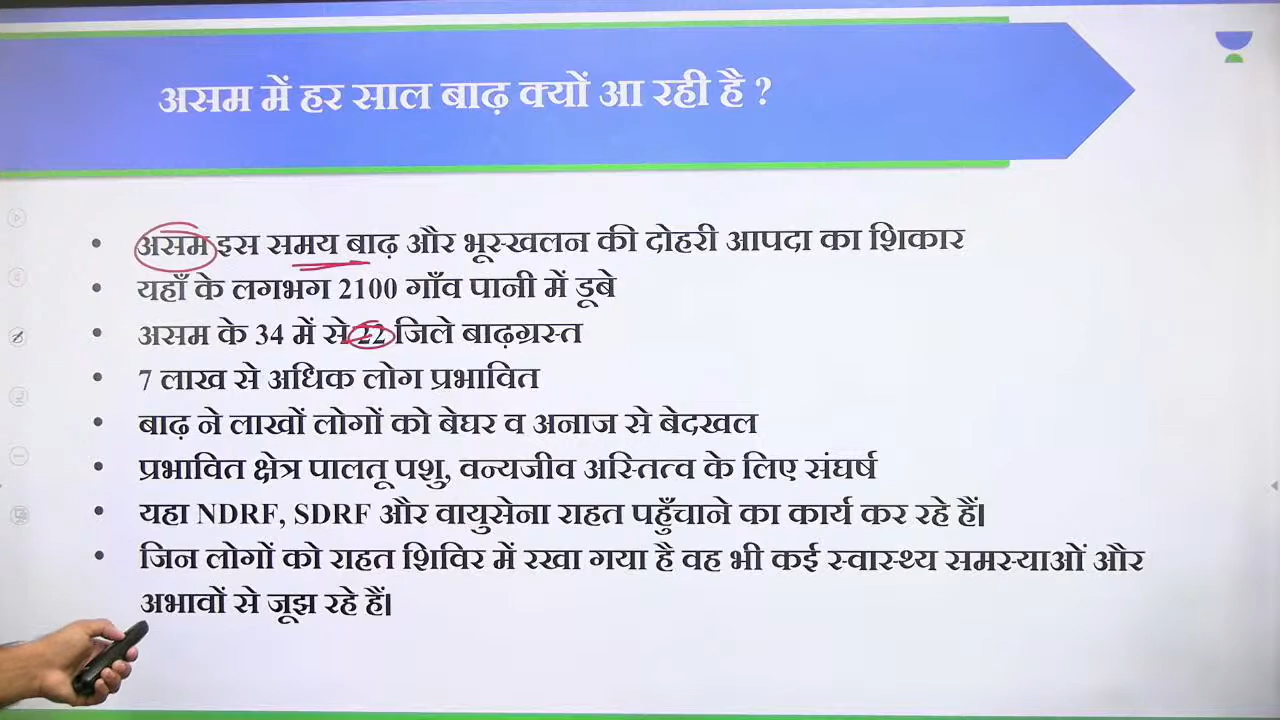 असम में हर साल बाढ़ क्यों आ रही है ?
• असम इस समय बाढ़ और भूस्खलन की दोहरी आपदा का शिकार
• यहाँ के लगभग 2100 गाँव पानी में डूबे
• असम के 34 में से 22 जिले बाढ़ग्रस्त
• 7 लाख से अधिक लोग प्रभावित
• बाढ़ ने लाखों लोगों को बेघर व अनाज से बेदखल
• प्रभावित क्षेत्र पालतू पशु, वन्यजीव अस्तित्व के लिए संघर्ष
• यहा NDRF, SDRF और वायुसेना राहत पहुँचाने का कार्य कर रहे हैं।
• जिन लोगों को राहत शिविर में रखा गया है वह भी कई स्वास्थ्य समस्याओं और
अभावों से जूझ रहे हैं।